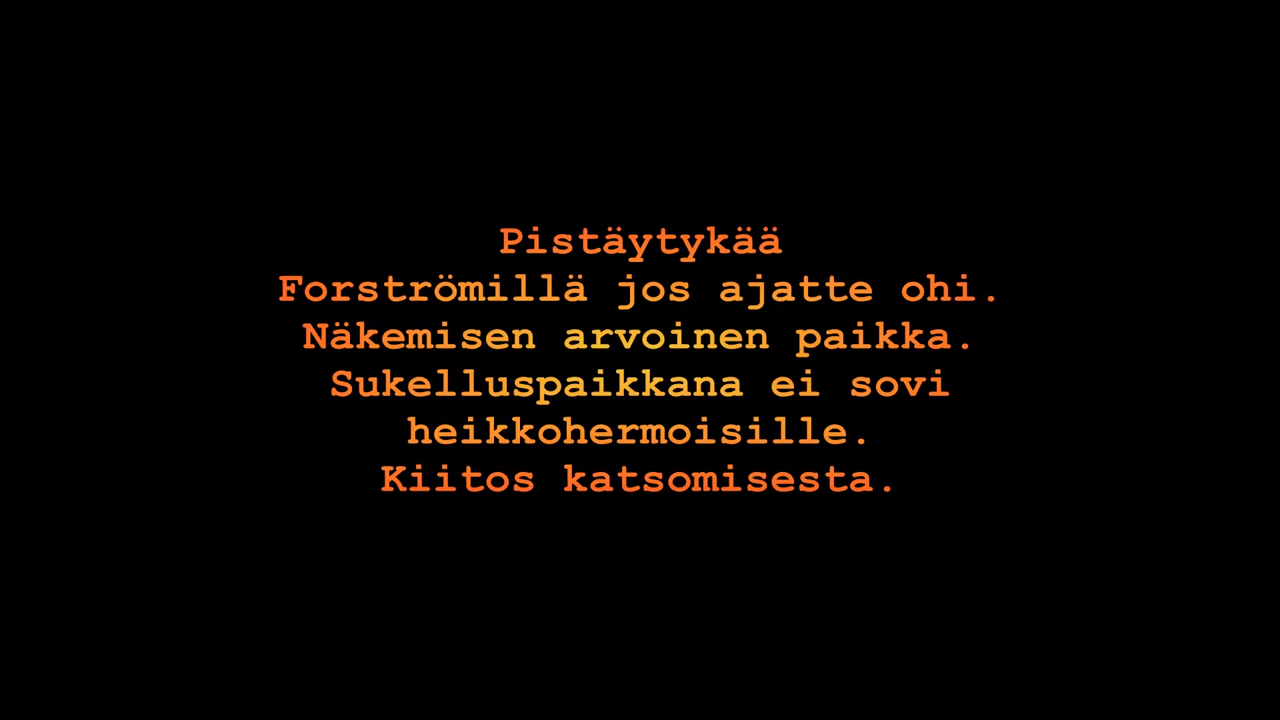 Pistäytykää
Forströmillä jos ajatte ohi.
Näkemisen arvoinen paikka.
Sukelluspaikkana ei sovi
heikkohermoisille.
Kiitos katsomisesta.